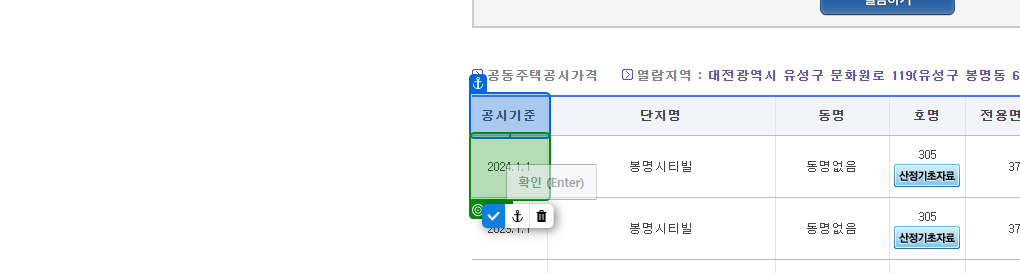 열람하기
공동주택공시가격 열람지역 : 대전광역시 유성구 문화원로 119(유성구 봉명동 6
공시기준 단지명 동명 호명 전용면
2024.1.1 봉명시티빌 동명없음 305 37
산정기초자료
확인 (Enter)
2023.1.1 봉명시티빌 동명없음 305 37
산정기초자료